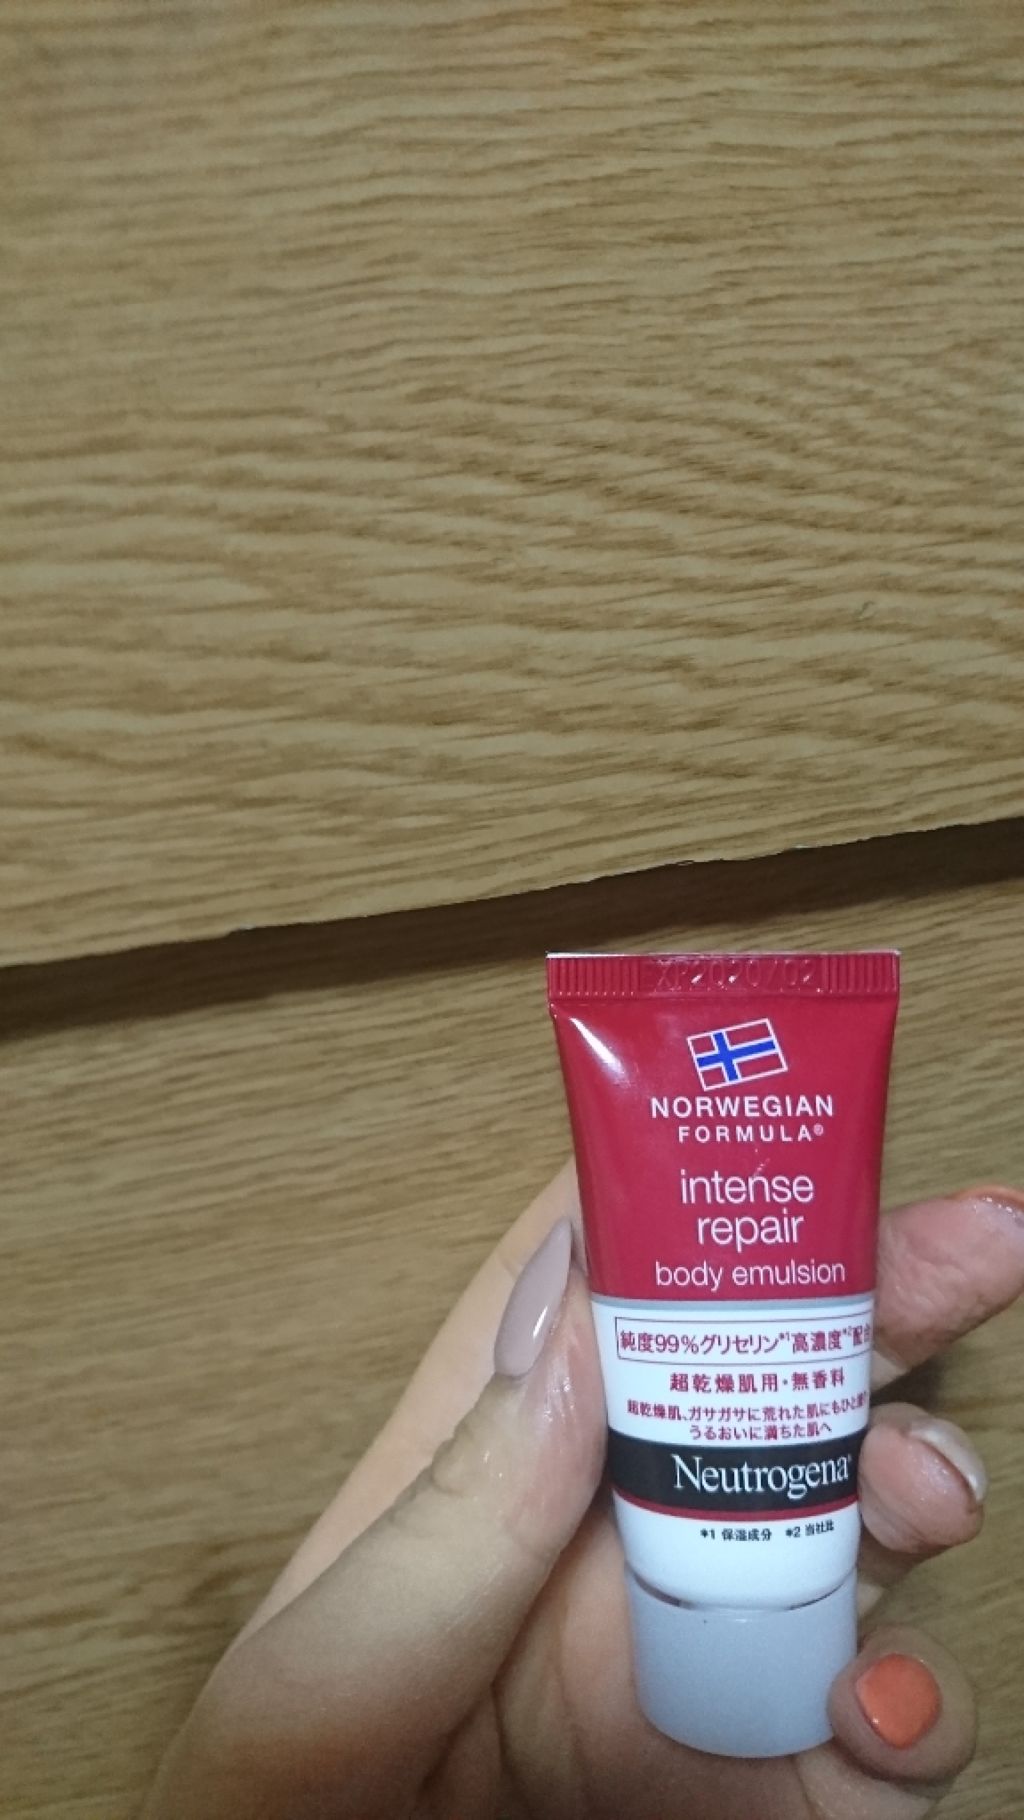 EXP2020/02
NORWEGIAN
FORMULA®
intense
repair
body emulsion
純度99%グリセリン*1高濃度*2配合
超乾燥肌用・無香料
超乾燥肌、ガサガサに荒れた肌にもひと塗り
うるおいに満ちた肌へ
Neutrogena®
*1 保湿成分 *2 当社比